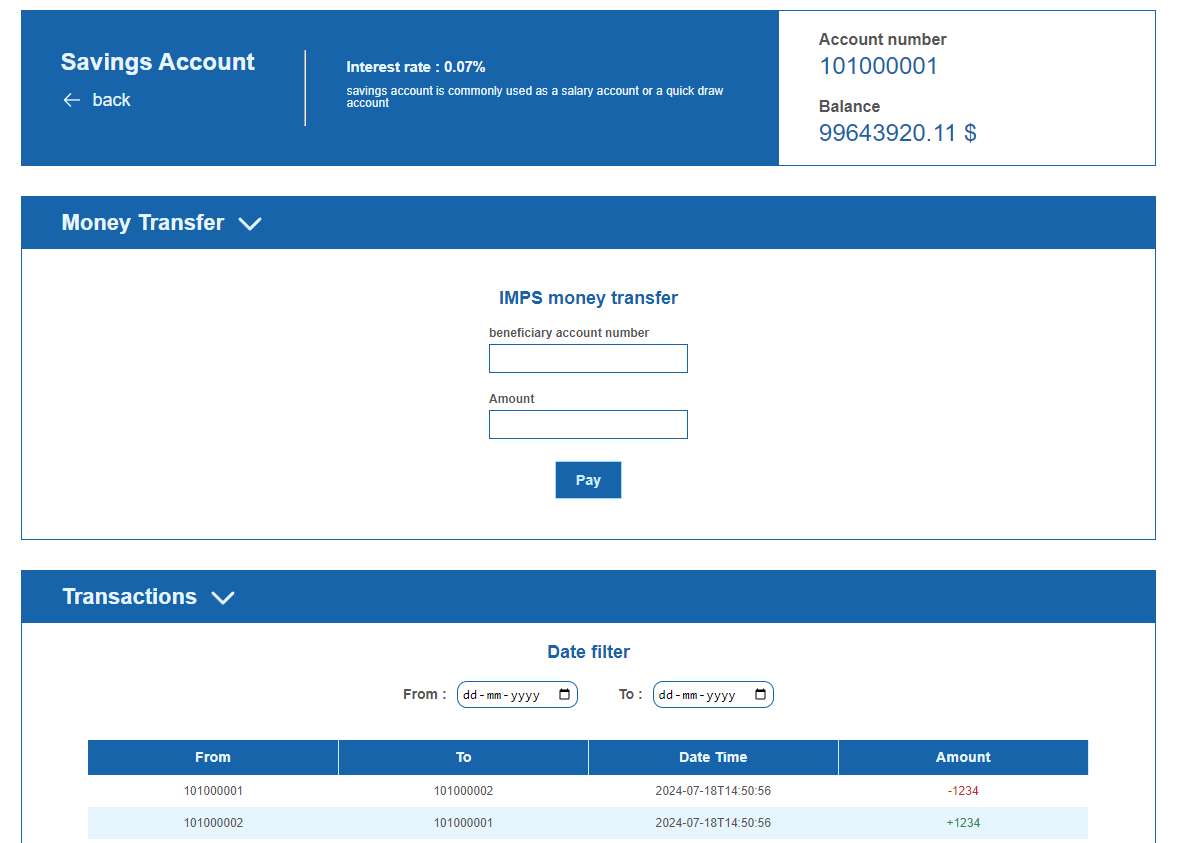 Savings Account
back
Interest rate : 0.07%
savings account is commonly used as a salary account or a quick draw
account
Account number
101000001
Balance
99643920.11 $
Money Transfer
IMPS money transfer
beneficiary account number
Amount
Pay
Transactions
Date filter
From : dd-mm-yyyy To : dd-mm-yyyy
From To Date Time Amount
101000001 101000002 2024-07-18T14:50:56 -1234
101000002 101000001 2024-07-18T14:50:56 +1234